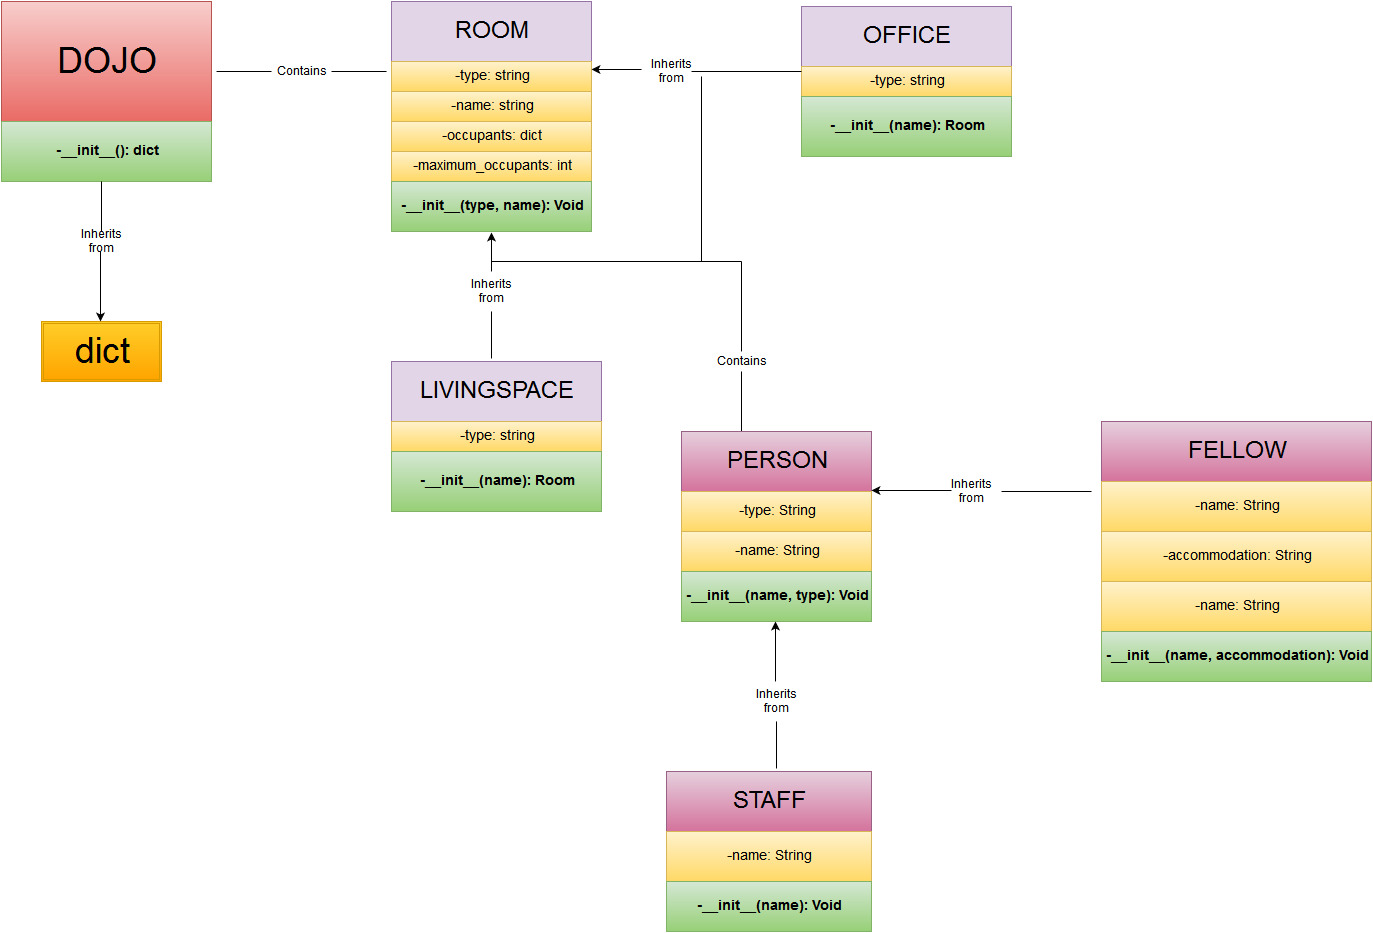 DOJO
-__init__(): dict
Inherits
from
dict
Contains
ROOM
-type: string
-name: string
-occupants: dict
-maximum_occupants: int
-__init__(type, name): Void
Inherits
from
OFFICE
-type: string
-__init__(name): Room
Inherits
from
LIVINGSPACE
-type: string
-__init__(name): Room
Contains
PERSON
-type: String
-name: String
-__init__(name, type): Void
Inherits
from
FELLOW
-name: String
-accommodation: String
-name: String
-__init__(name, accommodation): Void
Inherits
from
STAFF
-name: String
-__init__(name): Void